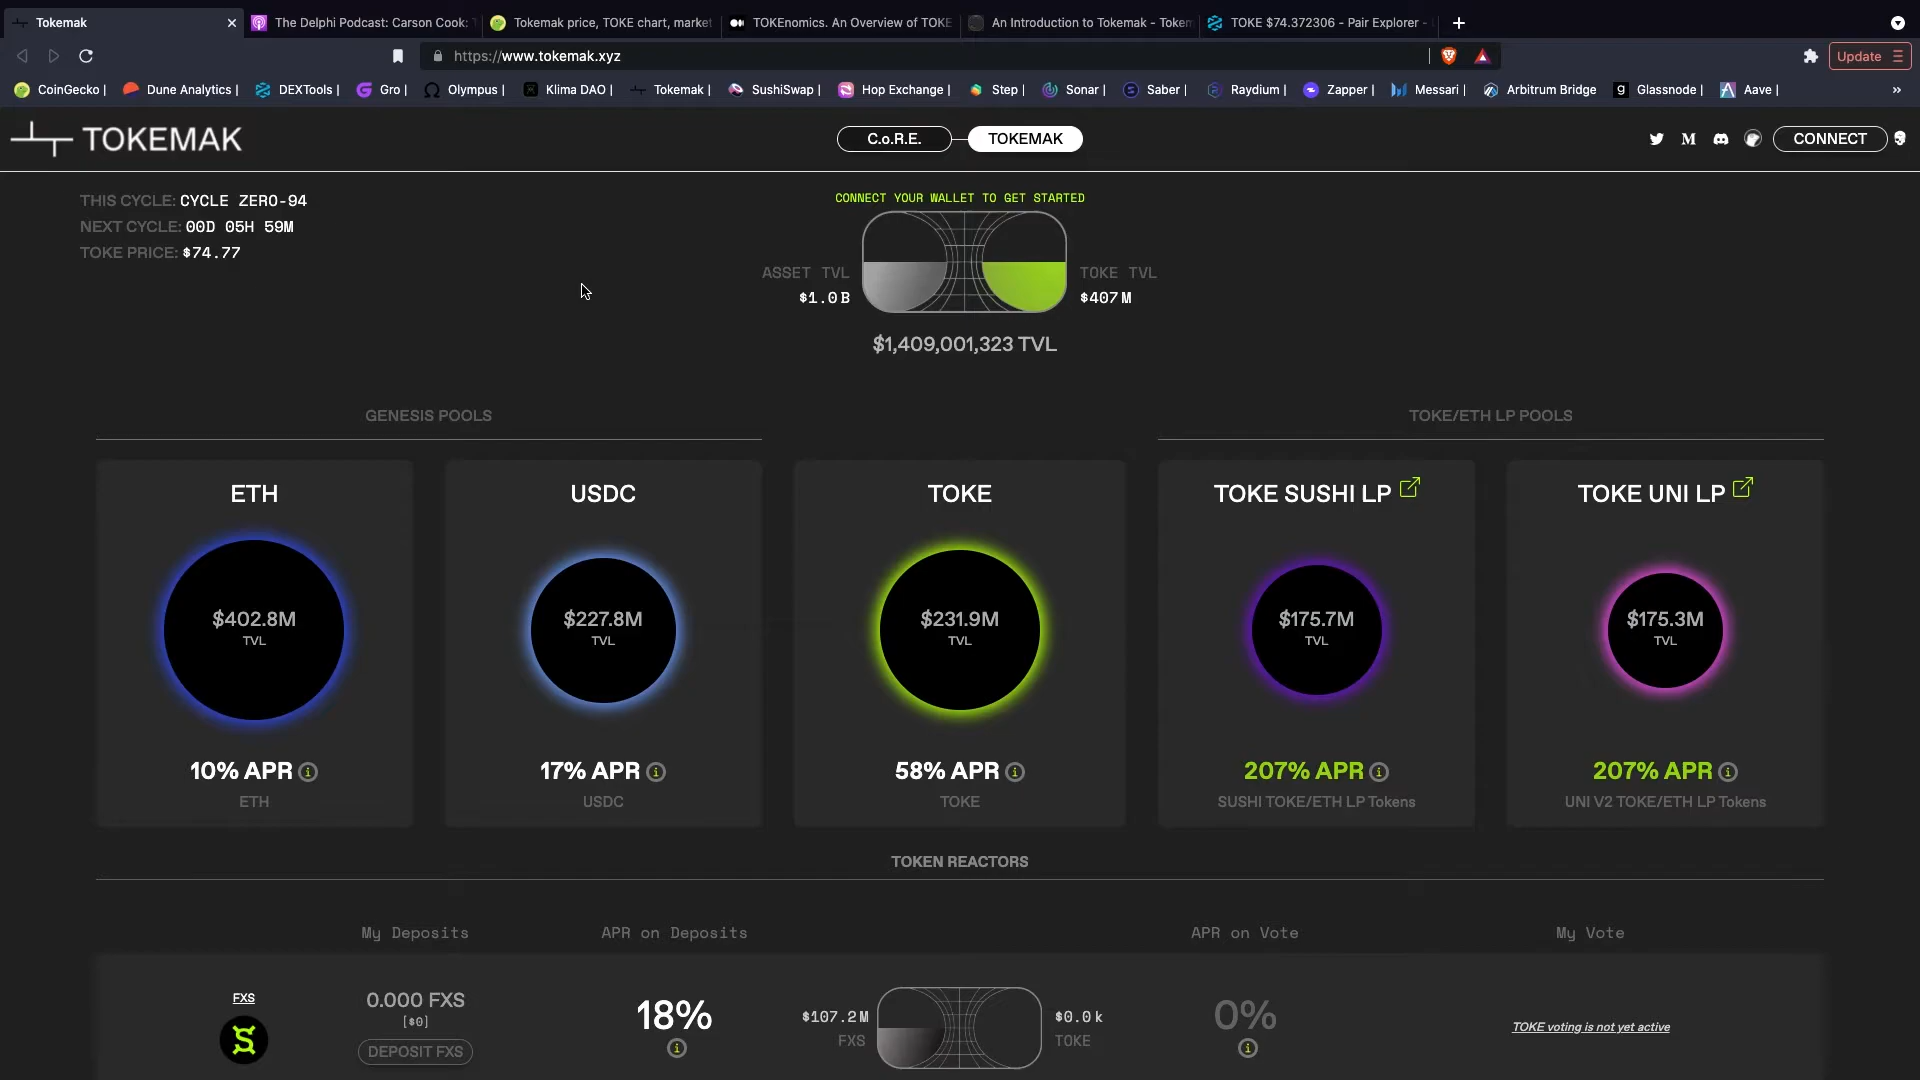 Tokemak
The Delphi Podcast: Carson Cook:
Tokemak price, TOKE chart, market
TOKEnomics. An Overview of TOKE
An Introduction to Tokemak - Tokem
TOKE $74.372306 - Pair Explorer -
https://www.tokemak.xyz
Update
CoinGecko |
Dune Analytics |
DEXTools |
Gro |
Olympus |
Klima DAO |
Tokemak |
SushiSwap |
Hop Exchange |
Step |
Sonar |
Saber |
Raydium |
Zapper |
Messari |
Arbitrum Bridge
Glassnode |
Aave |
»
TOKEMAK
C.o.R.E.
TOKEMAK
CONNECT
THIS CYCLE: CYCLE ZERO-94
NEXT CYCLE: 00D 05H 59M
TOKE PRICE: $74.77
CONNECT YOUR WALLET TO GET STARTED
ASSET TVL
$1.0B
TOKE TVL
$407M
$1,409,001,323 TVL
GENESIS POOLS
TOKE/ETH LP POOLS
ETH
$402.8M
TVL
10% APR
ETH
USDC
$227.8M
TVL
17% APR
USDC
TOKE
$231.9M
TVL
58% APR
TOKE
TOKE SUSHI LP
$175.7M
TVL
207% APR
SUSHI TOKE/ETH LP Tokens
TOKE UNI LP
$175.3M
TVL
207% APR
UNI V2 TOKE/ETH LP Tokens
TOKEN REACTORS
My Deposits
APR on Deposits
APR on Vote
My Vote
FXS
0.000 FXS
[$0]
DEPOSIT FXS
18%
$107.2M
FXS
$0.0k
TOKE
0%
TOKE voting is not yet active